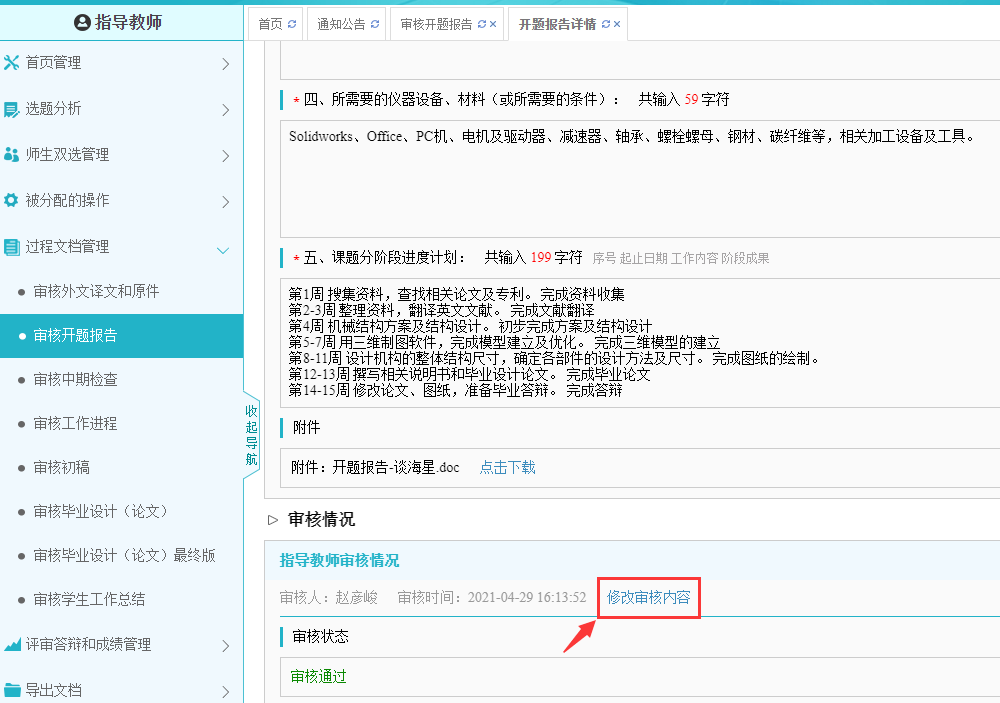 指导教师
首页
通知公告
审核开题报告
开题报告详情
首页管理
选题分析
师生双选管理
被分配的操作
过程文档管理
审核外文译文和原件
审核开题报告
审核中期检查
审核工作进程
审核初稿
审核毕业设计（论文）
审核毕业设计（论文）最终版
审核学生工作总结
评审答辩和成绩管理
导出文档
收起导航
* 四、所需要的仪器设备、材料（或所需要的条件）： 共输入 59 字符
Solidworks、Office、PC机、电机及驱动器、减速器、轴承、螺栓螺母、钢材、碳纤维等，相关加工设备及工具。
* 五、课题分阶段进度计划： 共输入 199 字符 序号 起止日期 工作内容 阶段成果
第1周 搜集资料，查找相关论文及专利。 完成资料收集
第2-3周 整理资料，翻译英文文献。 完成文献翻译
第4周 机械结构方案及结构设计。 初步完成方案及结构设计
第5-7周 用三维制图软件，完成模型建立及优化。 完成三维模型的建立
第8-11周 设计机构的整体结构尺寸，确定各部件的设计方法及尺寸。 完成图纸的绘制。
第12-13周 撰写相关说明书和毕业设计论文。 完成毕业论文
第14-15周 修改论文、图纸，准备毕业答辩。 完成答辩
附件
附件：开题报告-谈海星.doc 点击下载
审核情况
指导教师审核情况
审核人：赵彦峻 审核时间：2021-04-29 16:13:52 修改审核内容
审核状态
审核通过